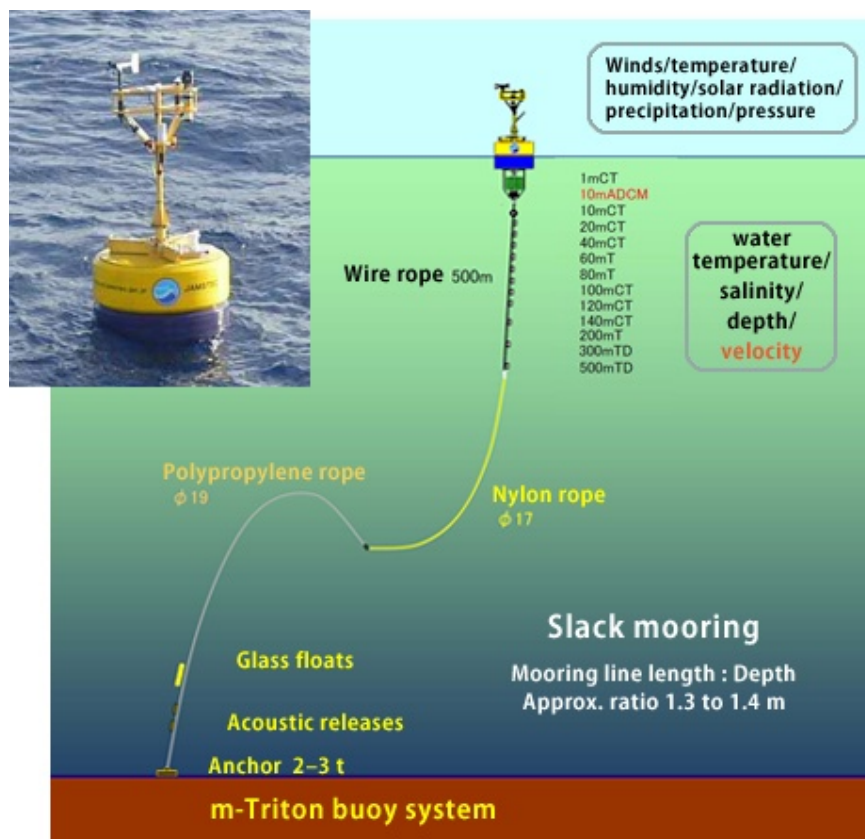 Winds/temperature/
humidity/solar radiation/
precipitation/pressure
JAMSTEC
1mCT
10mADCM
10mCT
20mCT
40mCT
60mT
80mT
100mCT
120mCT
140mCT
200mT
300mTD
500mTD
Wire rope 500m
water
temperature/
salinity/
depth/
velocity
Polypropylene rope
ϕ19
Nylon rope
ϕ17
Slack mooring
Mooring line length : Depth
Approx. ratio 1.3 to 1.4 m
Glass floats
Acoustic releases
Anchor 2–3 t
m-Triton buoy system